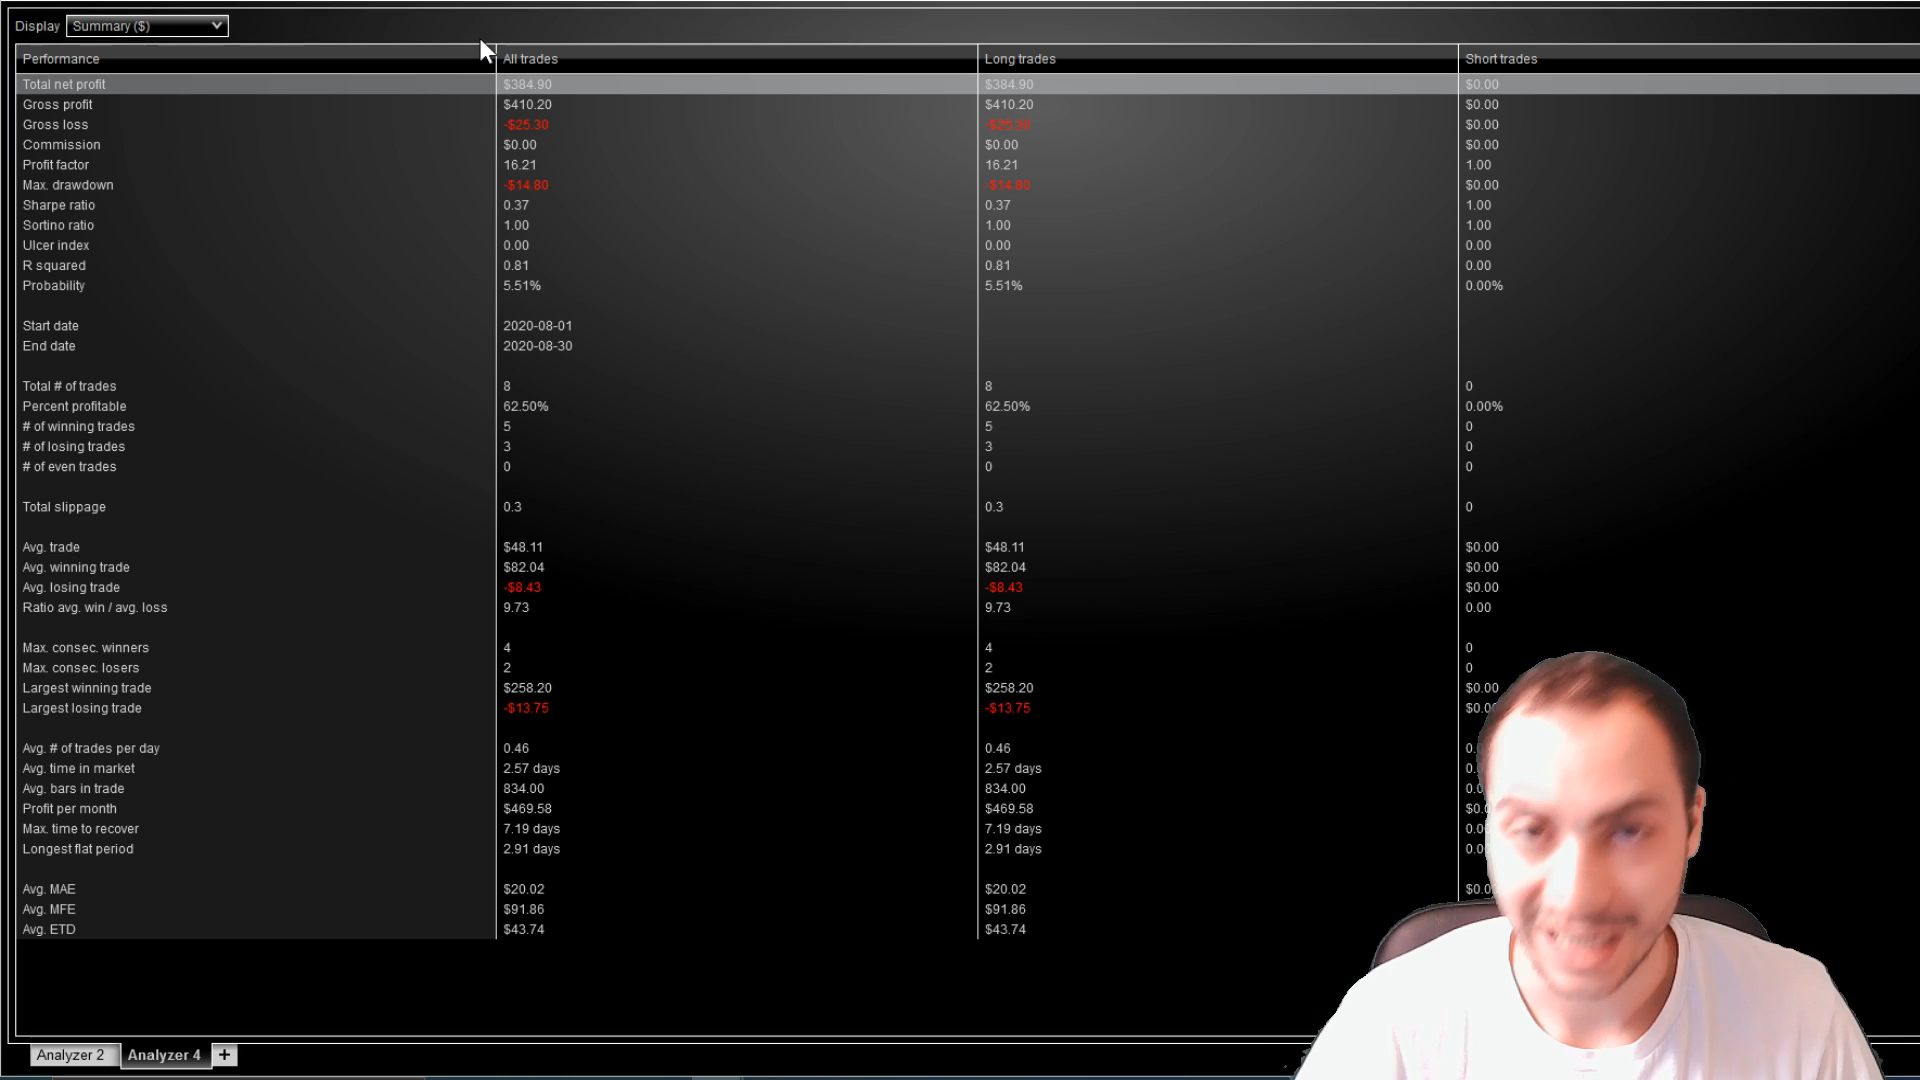 Display Summary ($)
Performance All trades Long trades Short trades
Total net profit $384.90 $384.90 $0.00
Gross profit $410.20 $410.20 $0.00
Gross loss -$25.30 -$25.30 $0.00
Commission $0.00 $0.00 $0.00
Profit factor 16.21 16.21 1.00
Max. drawdown -$14.80 -$14.80 $0.00
Sharpe ratio 0.37 0.37 1.00
Sortino ratio 1.00 1.00 1.00
Ulcer index 0.00 0.00 0.00
R squared 0.81 0.81 0.00
Probability 5.51% 5.51% 0.00%
Start date 2020-08-01
End date 2020-08-30
Total # of trades 8 8 0
Percent profitable 62.50% 62.50% 0.00%
# of winning trades 5 5 0
# of losing trades 3 3 0
# of even trades 0 0 0
Total slippage 0.3 0.3 0
Avg. trade $48.11 $48.11 $0.00
Avg. winning trade $82.04 $82.04 $0.00
Avg. losing trade -$8.43 -$8.43 $0.00
Ratio avg. win / avg. loss 9.73 9.73 0.00
Max. consec. winners 4 4 0
Max. consec. losers 2 2 0
Largest winning trade $258.20 $258.20 $0.00
Largest losing trade -$13.75 -$13.75 $0.00
Avg. # of trades per day 0.46 0.46
Avg. time in market 2.57 days 2.57 days
Avg. bars in trade 834.00 834.00
Profit per month $469.58 $469.58
Max. time to recover 7.19 days 7.19 days
Longest flat period 2.91 days 2.91 days
Avg. MAE $20.02 $20.02
Avg. MFE $91.86 $91.86
Avg. ETD $43.74 $43.74
Analyzer 2 Analyzer 4 +